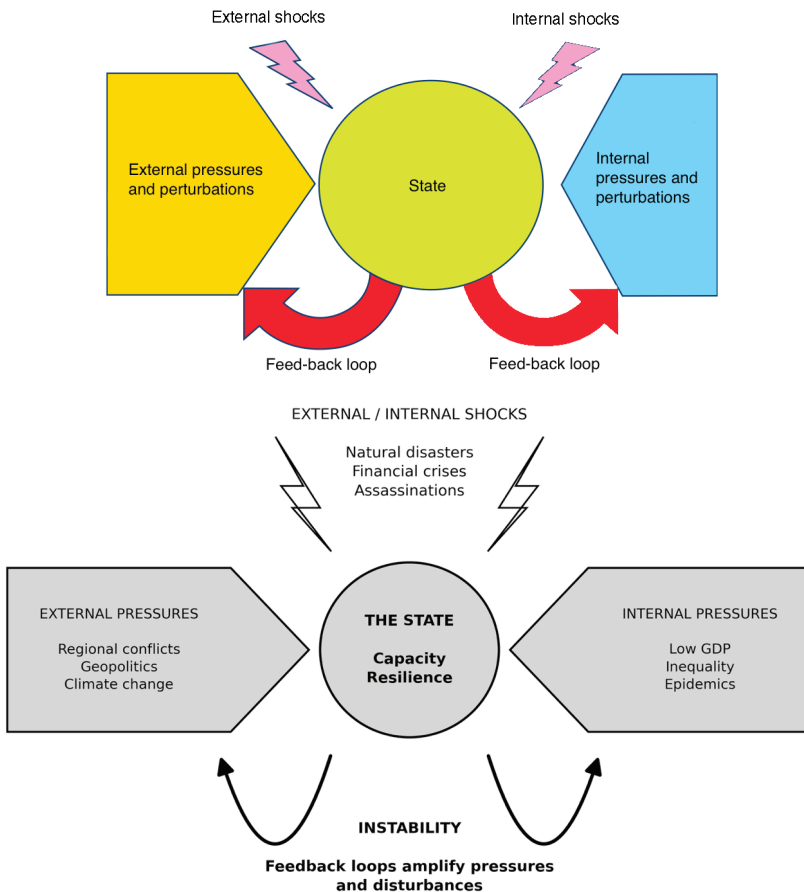 External shocks
Internal shocks
External pressures
and perturbations
State
Internal
pressures and
perturbations
Feed-back loop
Feed-back loop
EXTERNAL / INTERNAL SHOCKS
Natural disasters
Financial crises
Assassinations
EXTERNAL PRESSURES
Regional conflicts
Geopolitics
Climate change
THE STATE
Capacity
Resilience
INTERNAL PRESSURES
Low GDP
Inequality
Epidemics
INSTABILITY
Feedback loops amplify pressures
and disturbances